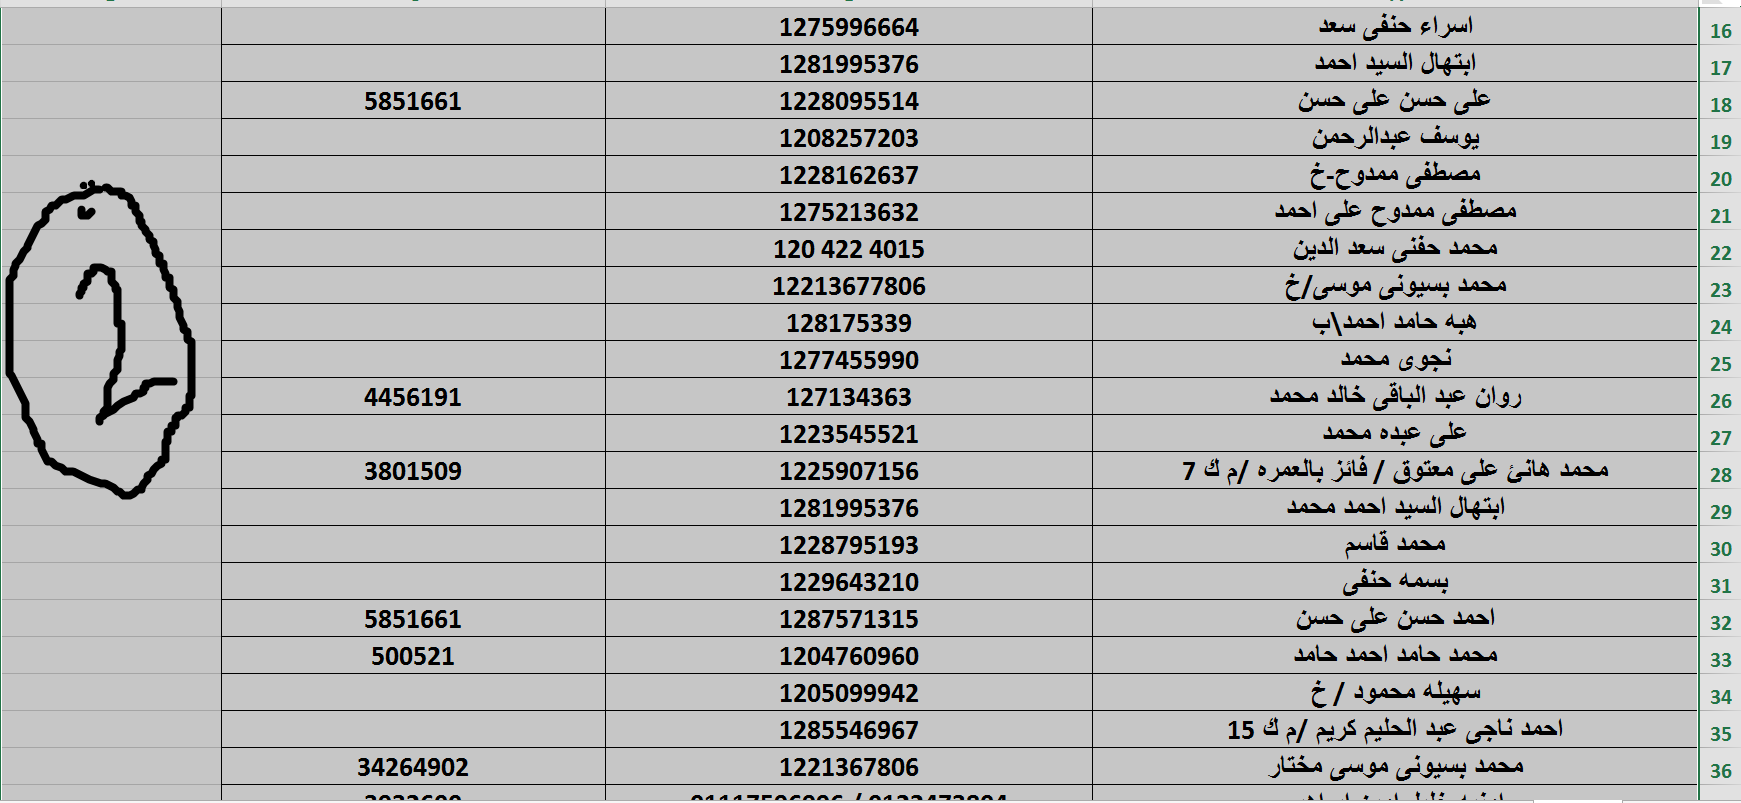 16 اسراء حنفى سعد 1275996664
17 ابتهال السيد احمد 1281995376
18 على حسن على حسن 1228095514 5851661
19 يوسف عبدالرحمن 1208257203
20 مصطفى ممدوح-خ 1228162637
21 مصطفى ممدوح على احمد 1275213632
22 محمد حفنى سعد الدين 120 422 4015
23 محمد بسيونى موسى/خ 12213677806
24 هبه حامد احمد\ب 128175339
25 نجوى محمد 1277455990
26 روان عبد الباقى خالد محمد 127134363 4456191
27 على عبده محمد 1223545521
28 محمد هانئ على معتوق / فائز بالعمره /م ك 7 1225907156 3801509
29 ابتهال السيد احمد محمد 1281995376
30 محمد قاسم 1228795193
31 بسمه حنفى 1229643210
32 احمد حسن على حسن 1287571315 5851661
33 محمد حامد احمد حامد 1204760960 500521
34 سهيله محمود / خ 1205099942
35 احمد ناجى عبد الحليم كريم /م ك 15 1285546967
36 محمد بسيونى موسى مختار 1221367806 34264902
2